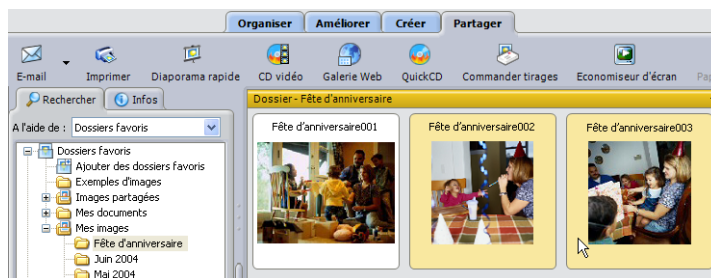 Organiser Améliorer Créer Partager
E-mail Imprimer Diaporama rapide CD vidéo Galerie Web QuickCD Commander tirages Economiseur d'écran
Rechercher Infos
Dossier - Fête d'anniversaire
A l'aide de : Dossiers favoris
Fête d'anniversaire001 Fête d'anniversaire002 Fête d'anniversaire003
Dossiers favoris
Ajouter des dossiers favoris
Exemples d'images
Images partagées
Mes documents
Mes images
Fête d'anniversaire
Juin 2004
Mai 2004